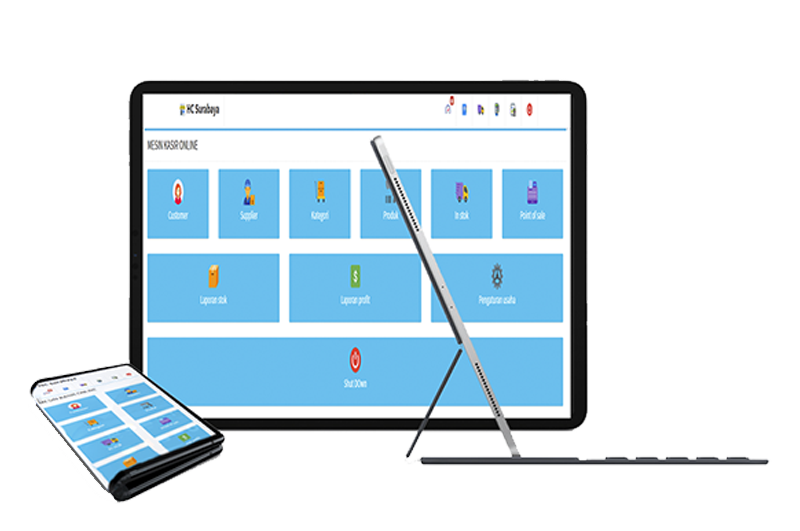 HC Surabaya
MESIN KASIR ONLINE
Customer
Supplier
Kategori
Produk
In stok
Point of sale
Laporan stok
Laporan profit
Pengaturan usaha
Shut DOwn